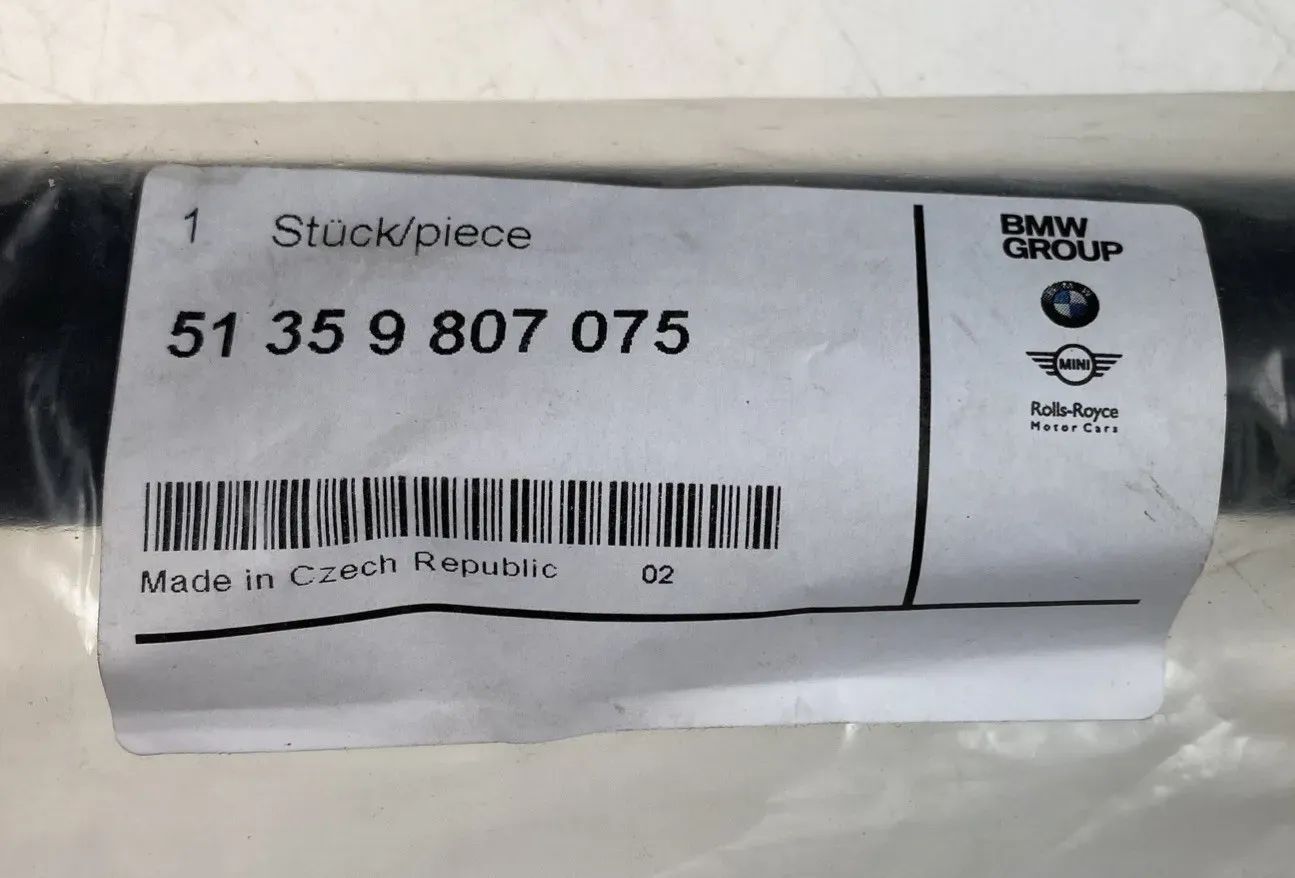 1 Stück/piece
51 35 9 807 075
Made in Czech Republic 02
BMW
GROUP
BMW
MINI
Rolls-Royce
Motor Cars